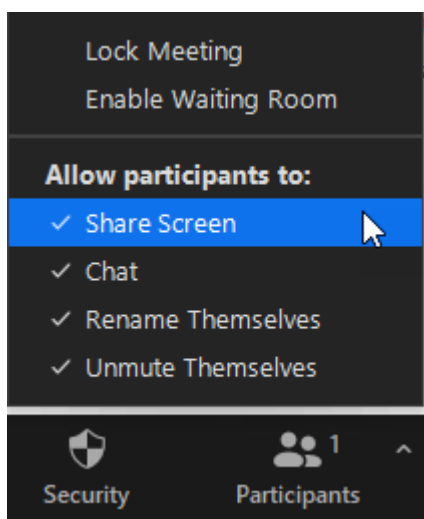 Lock Meeting
Enable Waiting Room
Allow participants to:
✓ Share Screen
✓ Chat
✓ Rename Themselves
✓ Unmute Themselves
1
Security Participants